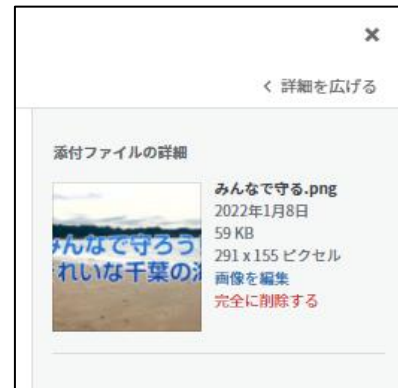 ×
< 詳細を広げる
添付ファイルの詳細
みんなで守ろう
れいな千葉の
みんなで守る.png
2022年1月8日
59 KB
291 x 155 ピクセル
画像を編集
完全に削除する